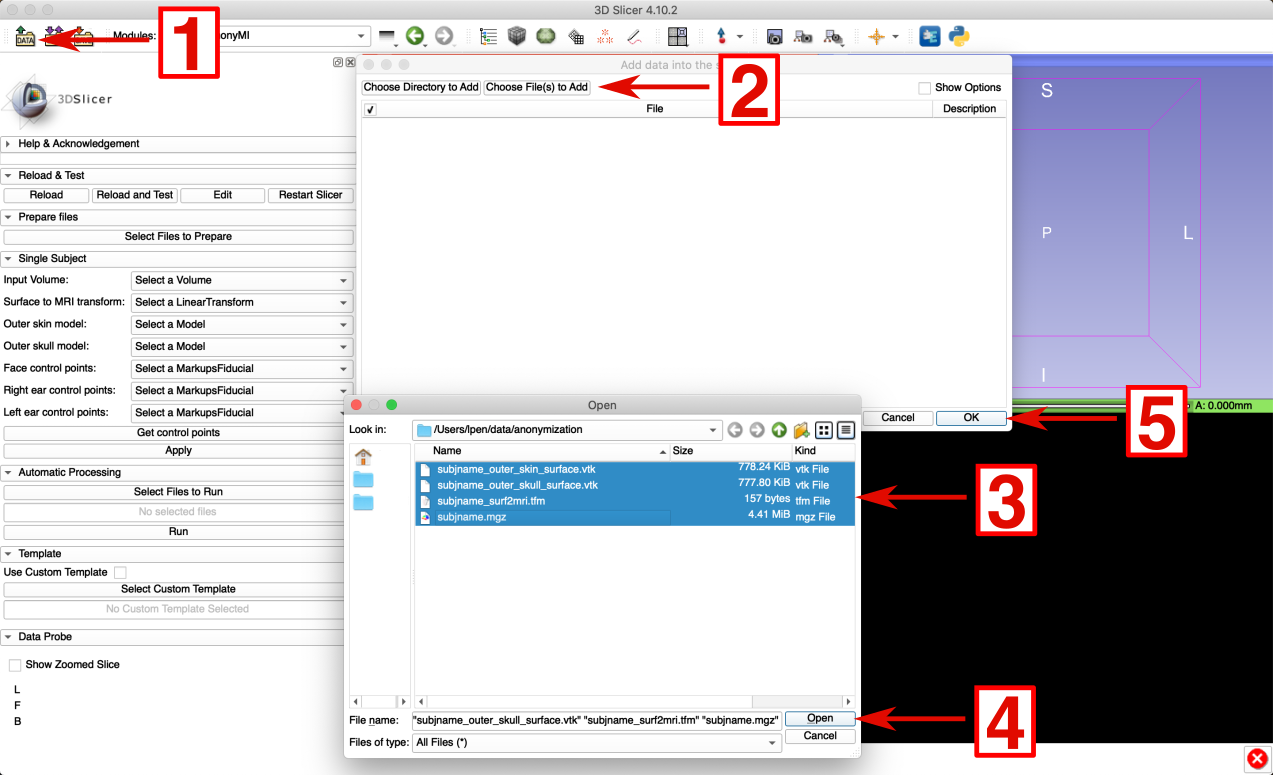 3D Slicer 4.10.2
DATA
DATA
Modules:
onyMI
1
Add data into the s
3DSlicer
Choose Directory to Add
Choose File(s) to Add
2
Show Options
File
Description
S
P
L
I
A: 0.000mm
Help & Acknowledgement
Reload & Test
Reload
Reload and Test
Edit
Restart Slicer
Prepare files
Select Files to Prepare
Single Subject
Input Volume:
Select a Volume
Surface to MRI transform:
Select a LinearTransform
Outer skin model:
Select a Model
Outer skull model:
Select a Model
Face control points:
Select a MarkupsFiducial
Right ear control points:
Select a MarkupsFiducial
Left ear control points:
Select a MarkupsFiducial
Get control points
Apply
Automatic Processing
Select Files to Run
No selected files
Run
Template
Use Custom Template
Select Custom Template
No Custom Template Selected
Data Probe
Show Zoomed Slice
L
F
B
Cancel
OK
5
Open
Look in:
/Users/lpen/data/anonymization
Name
Size
Kind
subjname_outer_skin_surface.vtk 778.24 KiB vtk File
subjname_outer_skull_surface.vtk 777.80 KiB vtk File
subjname_surf2mri.tfm 157 bytes tfm File
subjname.mgz 4.41 MiB mgz File
3
File name:
"subjname_outer_skull_surface.vtk" "subjname_surf2mri.tfm" "subjname.mgz"
Open
4
Files of type:
All Files (*)
Cancel